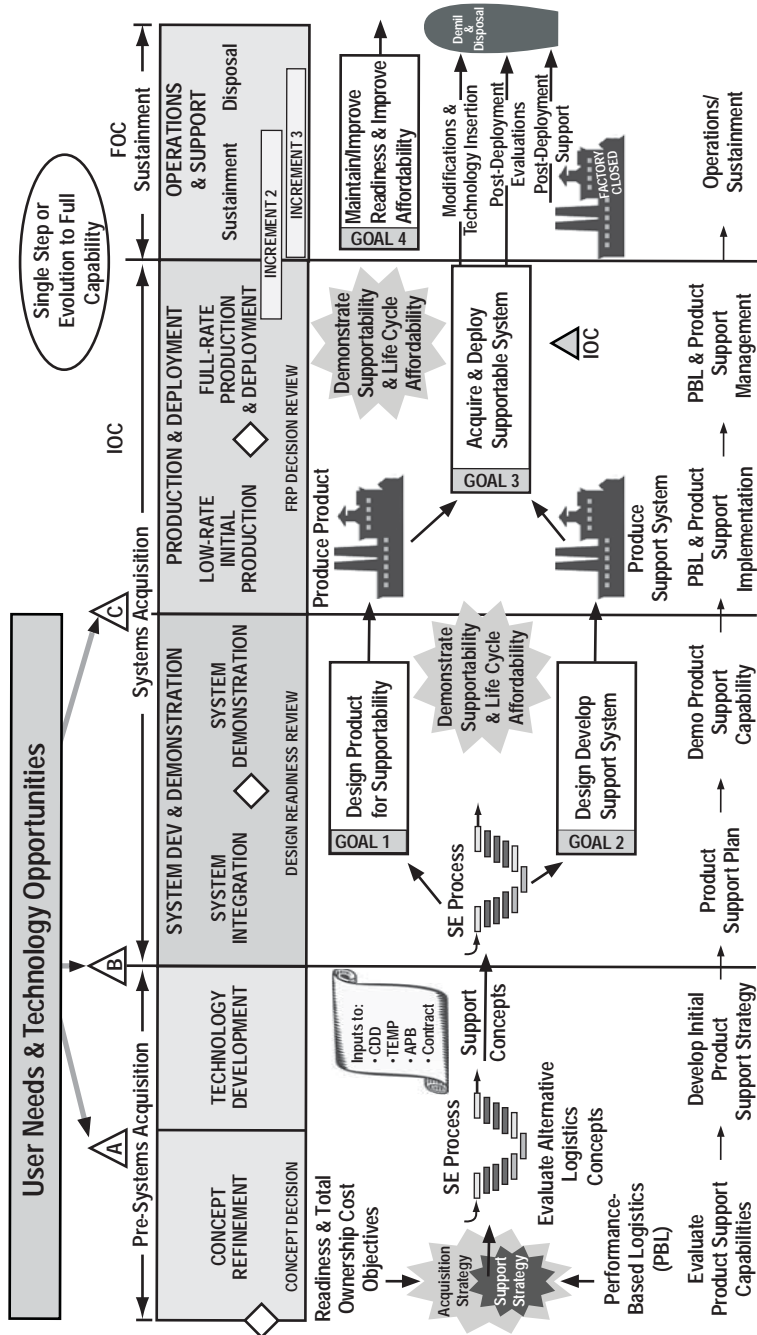 User Needs & Technology Opportunities
Single Step or
Evolution to Full
Capability
A
B
C
IOC
FOC
Pre-Systems Acquisition
Systems Acquisition
Sustainment
CONCEPT
REFINEMENT
CONCEPT DECISION
TECHNOLOGY
DEVELOPMENT
SYSTEM DEV & DEMONSTRATION
SYSTEM
INTEGRATION
SYSTEM
DEMONSTRATION
DESIGN READINESS REVIEW
PRODUCTION & DEPLOYMENT
LOW-RATE
INITIAL
PRODUCTION
FULL-RATE
PRODUCTION
& DEPLOYMENT
FRP DECISION REVIEW
OPERATIONS
& SUPPORT
Sustainment
Disposal
INCREMENT 2
INCREMENT 3
Readiness & Total
Ownership Cost
Objectives
Acquisition
Strategy
Support
Strategy
Performance-
Based Logistics
(PBL)
SE Process
Evaluate Alternative
Logistics
Concepts
Inputs to:
• CDD
• TEMP
• APB
• Contract
Support
Concepts
SE Process
GOAL 1
Design Product
for Supportability
GOAL 2
Design Develop
Support System
Demonstrate
Supportability
& Life Cycle
Affordability
Produce Product
Produce
Support System
Demonstrate
Supportability
& Life Cycle
Affordability
GOAL 3
Acquire & Deploy
Supportable System
IOC
GOAL 4
Maintain/Improve
Readiness & Improve
Affordability
Modifications &
Technology Insertion
Post-Deployment
Evaluations
Post-Deployment
Support
Demil
&
Disposal
FACTORY
CLOSED
Evaluate
Product Support
Capabilities
Develop Initial
Product
Support Strategy
Product
Support Plan
Demo Product
Support
Capability
PBL & Product
Support
Implementation
PBL & Product
Support
Management
Operations/
Sustainment